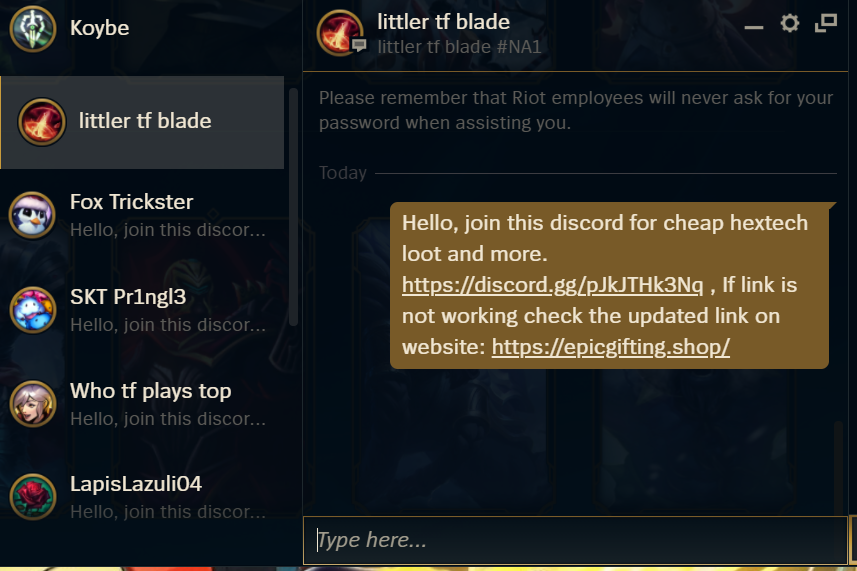 Koybe
littler tf blade
Fox Trickster
Hello, join this discor...
SKT Pr1ngl3
Hello, join this discor...
Who tf plays top
Hello, join this discor...
LapisLazuli04
Hello, join this discor...
littler tf blade
littler tf blade #NA1
Please remember that Riot employees will never ask for your
password when assisting you.
Today
Hello, join this discord for cheap hextech
loot and more.
https://discord.gg/pJkJTHk3Nq , If link is
not working check the updated link on
website: https://epicgifting.shop/
Type here...